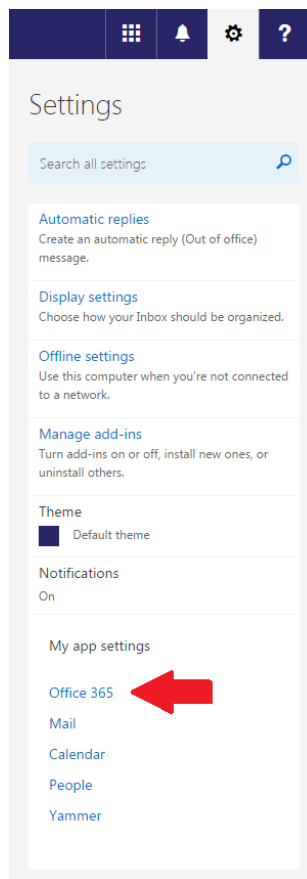 ?
Settings
Search all settings
Automatic replies
Create an automatic reply (Out of office)
message.
Display settings
Choose how your Inbox should be organized.
Offline settings
Use this computer when you're not connected
to a network.
Manage add-ins
Turn add-ins on or off, install new ones, or
uninstall others.
Theme
Default theme
Notifications
On
My app settings
Office 365
Mail
Calendar
People
Yammer